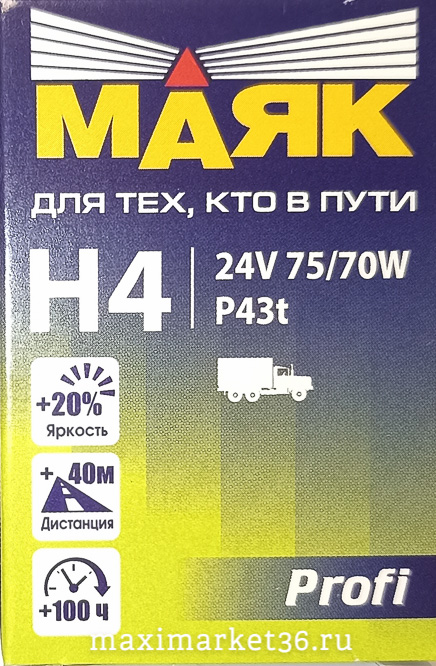 МАЯК
ДЛЯ ТЕХ, КТО В ПУТИ
H4
24V 75/70W
P43t
+20%
Яркость
+ 40м
Дистанция
+100 ч
Profi
maximarket36.ru